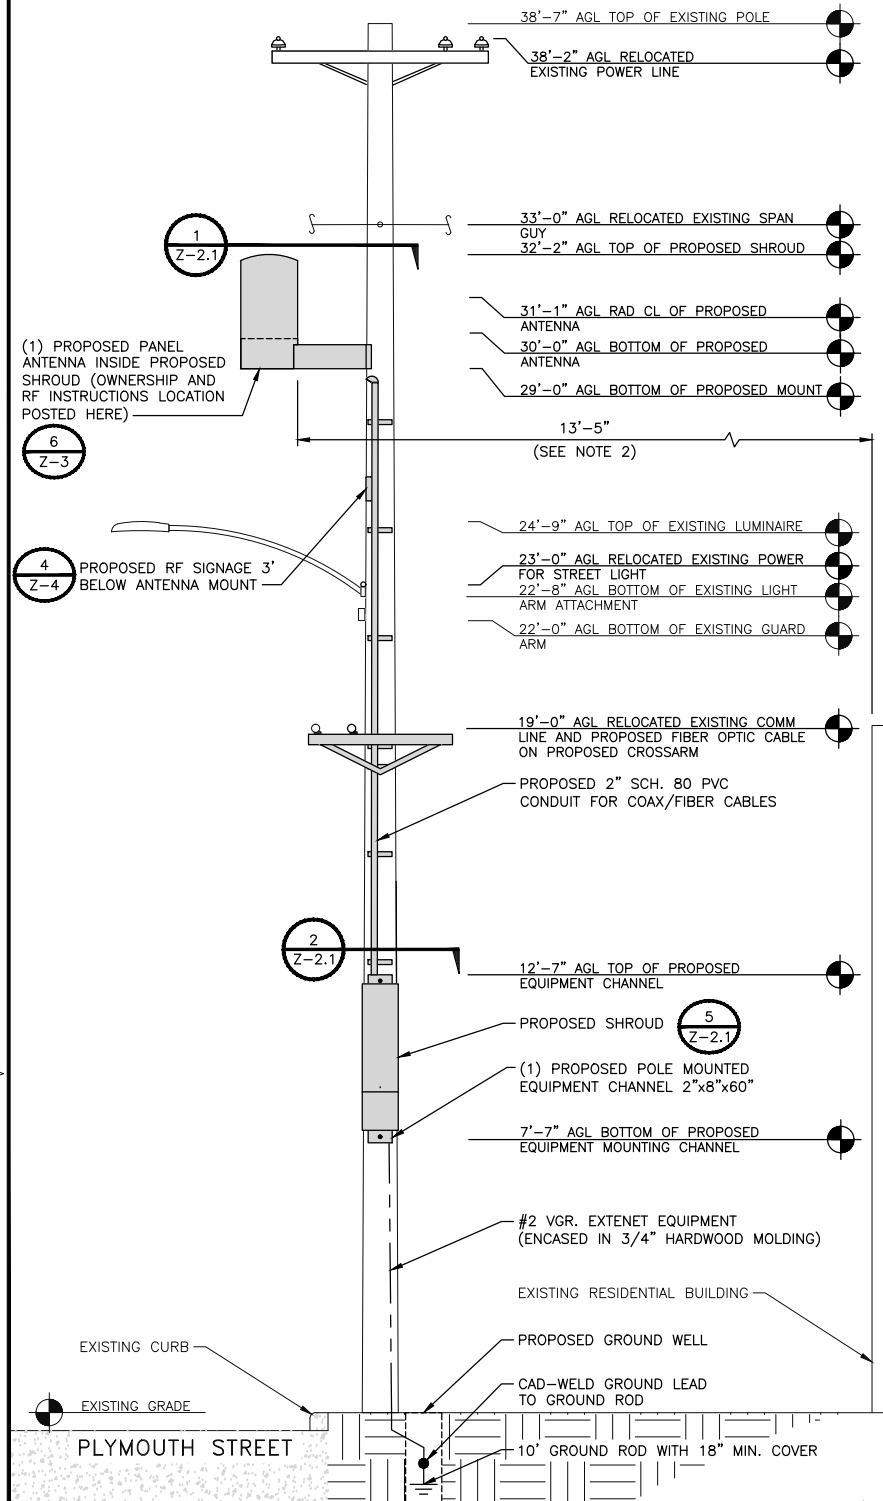 38'-7" AGL TOP OF EXISTING POLE
38'-2" AGL RELOCATED
EXISTING POWER LINE
33'-0" AGL RELOCATED EXISTING SPAN
GUY
1
Z-2.1
32'-2" AGL TOP OF PROPOSED SHROUD
31'-1" AGL RAD CL OF PROPOSED
ANTENNA
30'-0" AGL BOTTOM OF PROPOSED
ANTENNA
29'-0" AGL BOTTOM OF PROPOSED MOUNT
(1) PROPOSED PANEL
ANTENNA INSIDE PROPOSED
SHROUD (OWNERSHIP AND
RF INSTRUCTIONS LOCATION
POSTED HERE)
6
Z-3
13'-5"
(SEE NOTE 2)
24'-9" AGL TOP OF EXISTING LUMINAIRE
23'-0" AGL RELOCATED EXISTING POWER
FOR STREET LIGHT
22'-8" AGL BOTTOM OF EXISTING LIGHT
ARM ATTACHMENT
22'-0" AGL BOTTOM OF EXISTING GUARD
ARM
4
Z-4
PROPOSED RF SIGNAGE 3'
BELOW ANTENNA MOUNT
19'-0" AGL RELOCATED EXISTING COMM
LINE AND PROPOSED FIBER OPTIC CABLE
ON PROPOSED CROSSARM
PROPOSED 2" SCH. 80 PVC
CONDUIT FOR COAX/FIBER CABLES
2
Z-2.1
12'-7" AGL TOP OF PROPOSED
EQUIPMENT CHANNEL
PROPOSED SHROUD
5
Z-2.1
(1) PROPOSED POLE MOUNTED
EQUIPMENT CHANNEL 2"x8"x60"
7'-7" AGL BOTTOM OF PROPOSED
EQUIPMENT MOUNTING CHANNEL
#2 VGR. EXTENET EQUIPMENT
(ENCASED IN 3/4" HARDWOOD MOLDING)
EXISTING RESIDENTIAL BUILDING
EXISTING CURB
PROPOSED GROUND WELL
CAD-WELD GROUND LEAD
TO GROUND ROD
EXISTING GRADE
PLYMOUTH STREET
10' GROUND ROD WITH 18" MIN. COVER